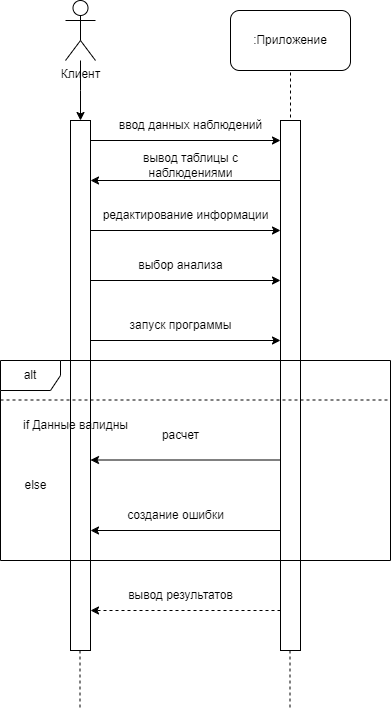 :Приложение
Клиент
ввод данных наблюдений
вывод таблицы с
наблюдениями
редактирование информации
выбор анализа
запуск программы
alt
if Данные валидны
расчет
else
создание ошибки
вывод результатов